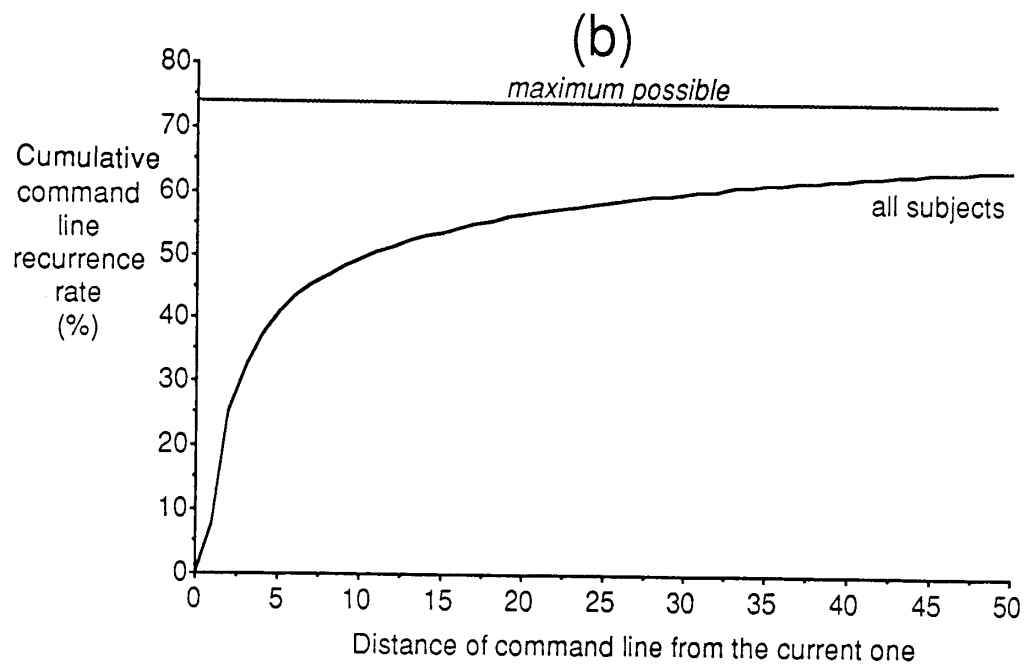 (b)
80
maximum possible
70
Cumulative
command
line
recurrence
rate
(%)
60
all subjects
50
40
30
20
10
0
0 5 10 15 20 25 30 35 40 45 50
Distance of command line from the current one